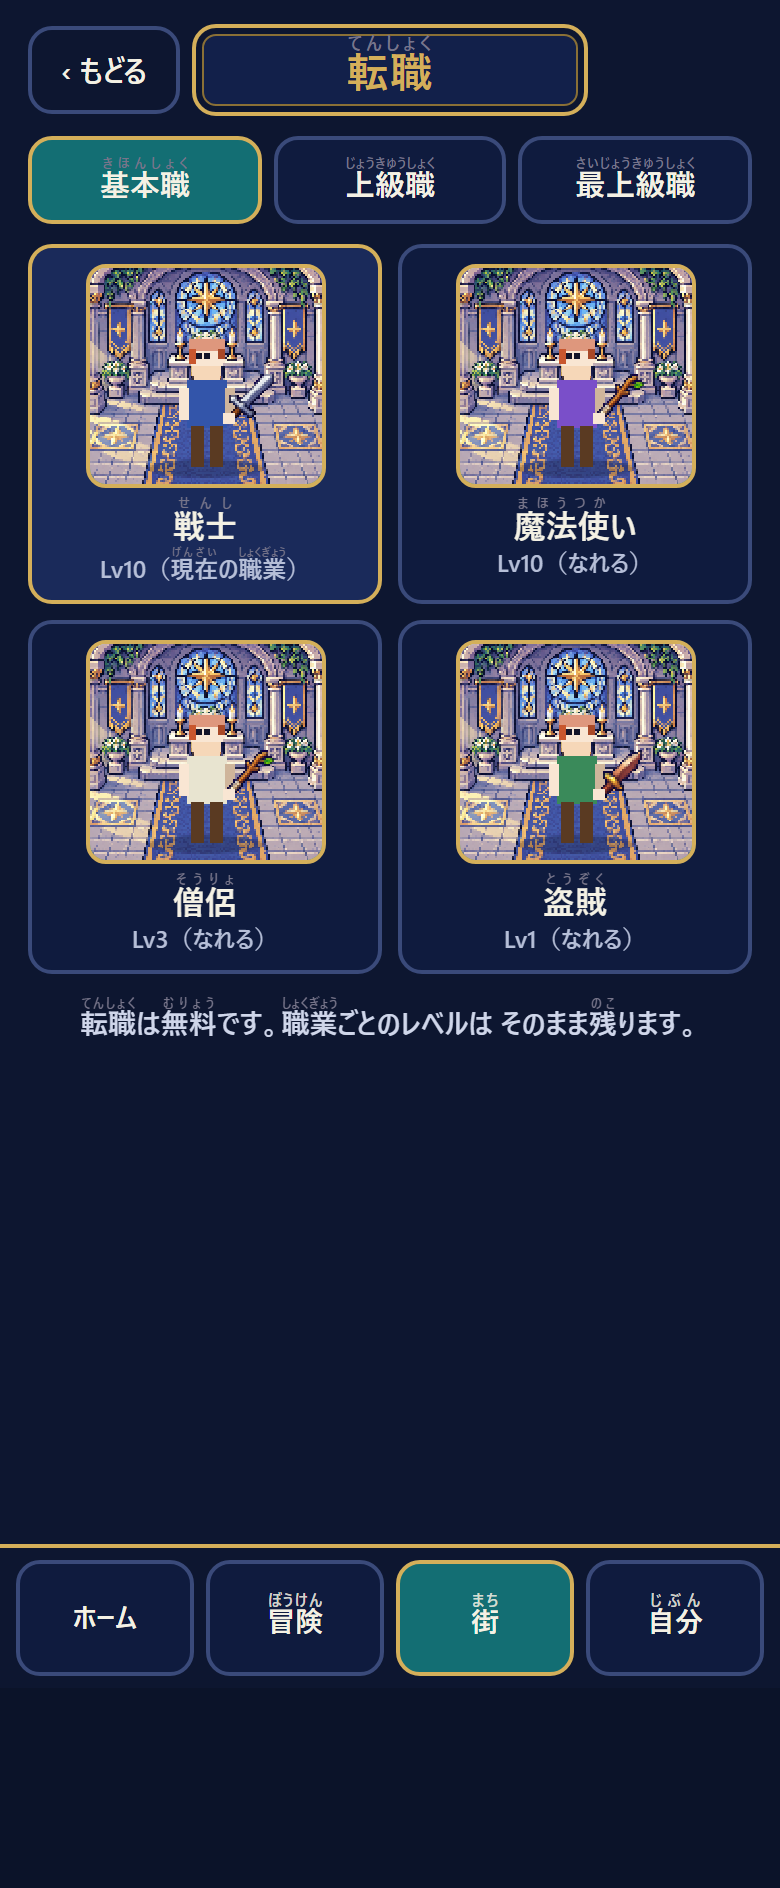 ‹ もどる
てんしょく
転職
きほんしょく
基本職
じょうきゅうしょく
上級職
さいじょうきゅうしょく
最上級職
せんし
戦士
げんざい しょくぎょう
Lv10（現在の職業）
まほうつか
魔法使い
Lv10（なれる）
そうりょ
僧侶
Lv3（なれる）
とうぞく
盗賊
Lv1（なれる）
てんしょく むりょう しょくぎょう のこ
転職は無料です。職業ごとのレベルは そのまま残ります。
ホーム
ぼうけん
冒険
まち
街
じぶん
自分